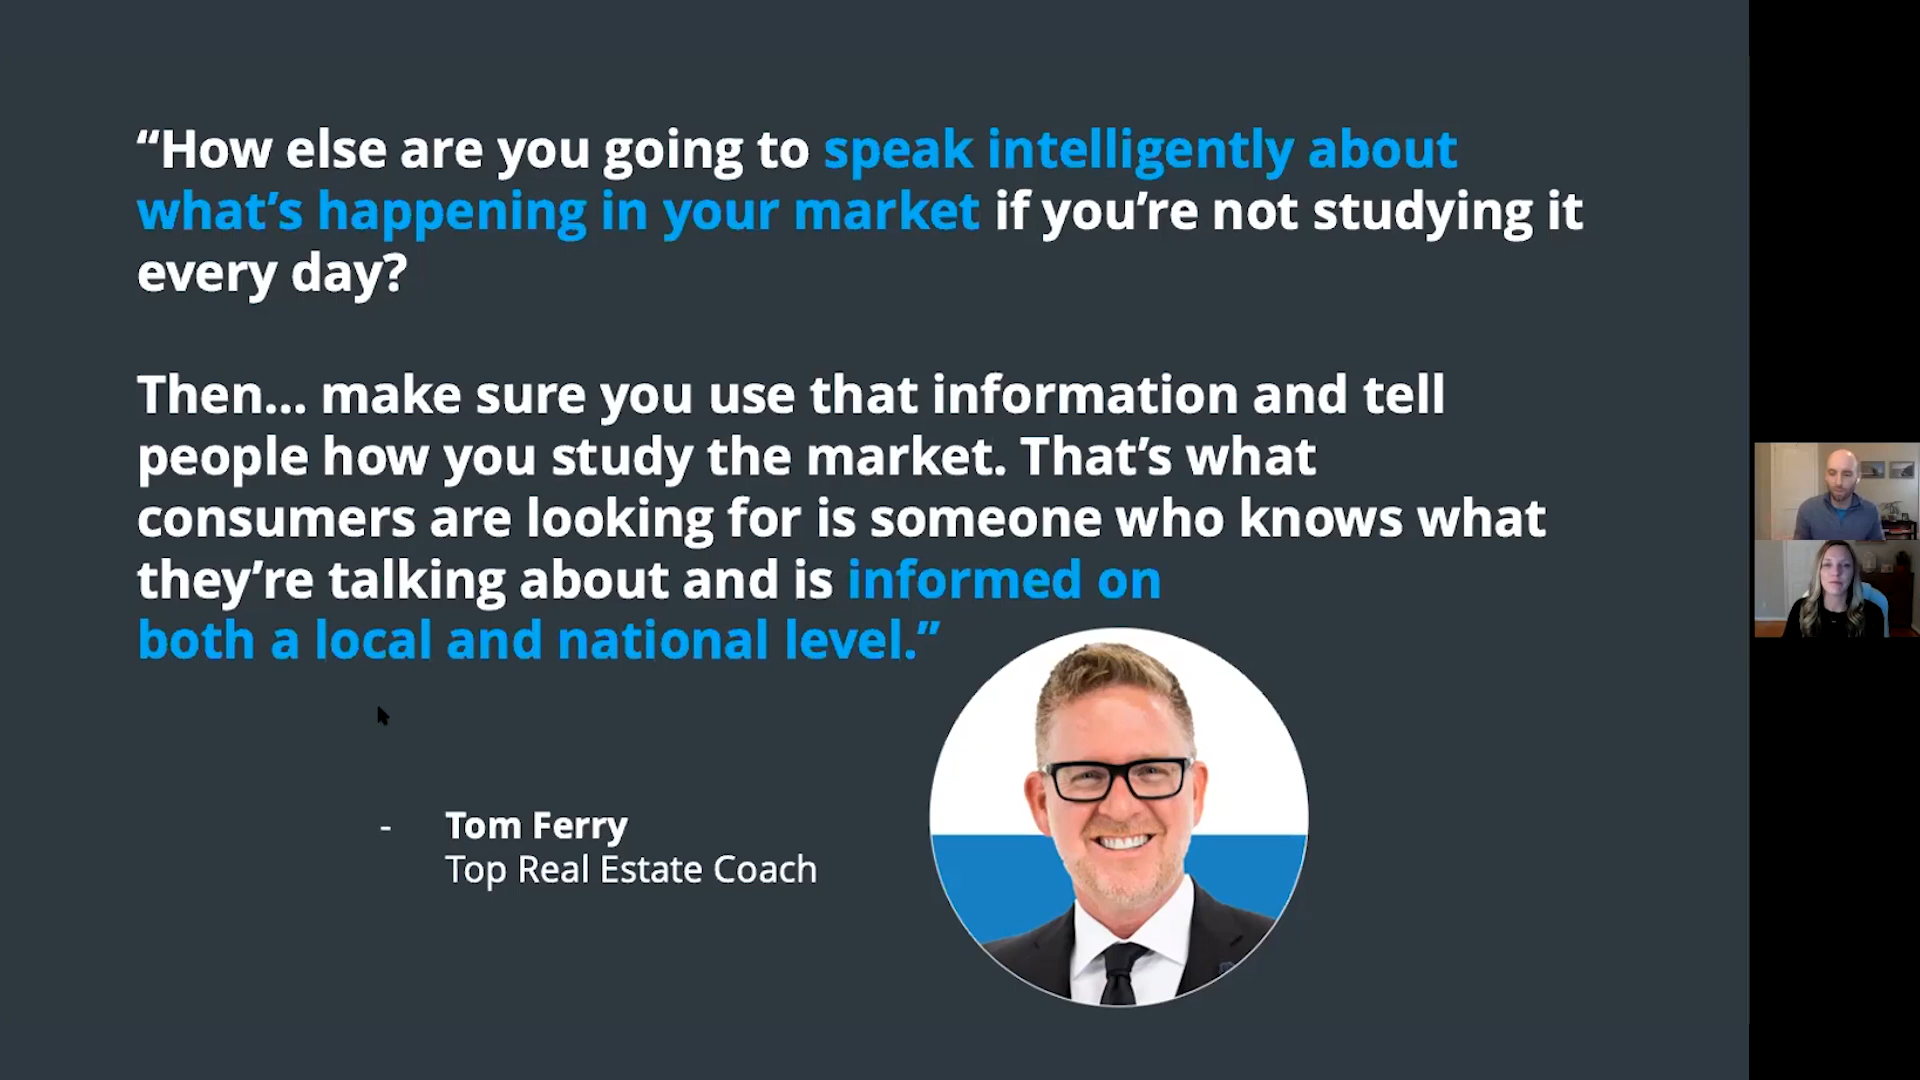 “How else are you going to speak intelligently about
what’s happening in your market if you’re not studying it
every day?
Then... make sure you use that information and tell
people how you study the market. That’s what
consumers are looking for is someone who knows what
they’re talking about and is informed on
both a local and national level.”
- Tom Ferry
Top Real Estate Coach